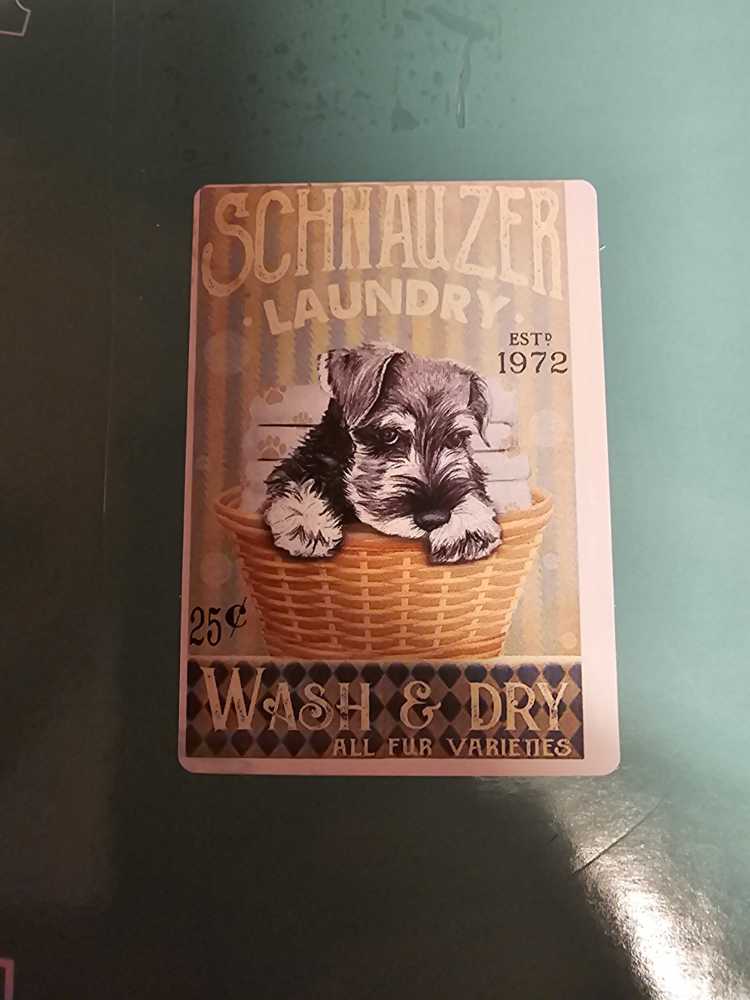 SCHNAUZER
· LAUNDRY ·
ESTD
1972
25¢
WASH & DRY
ALL FUR VARIETIES